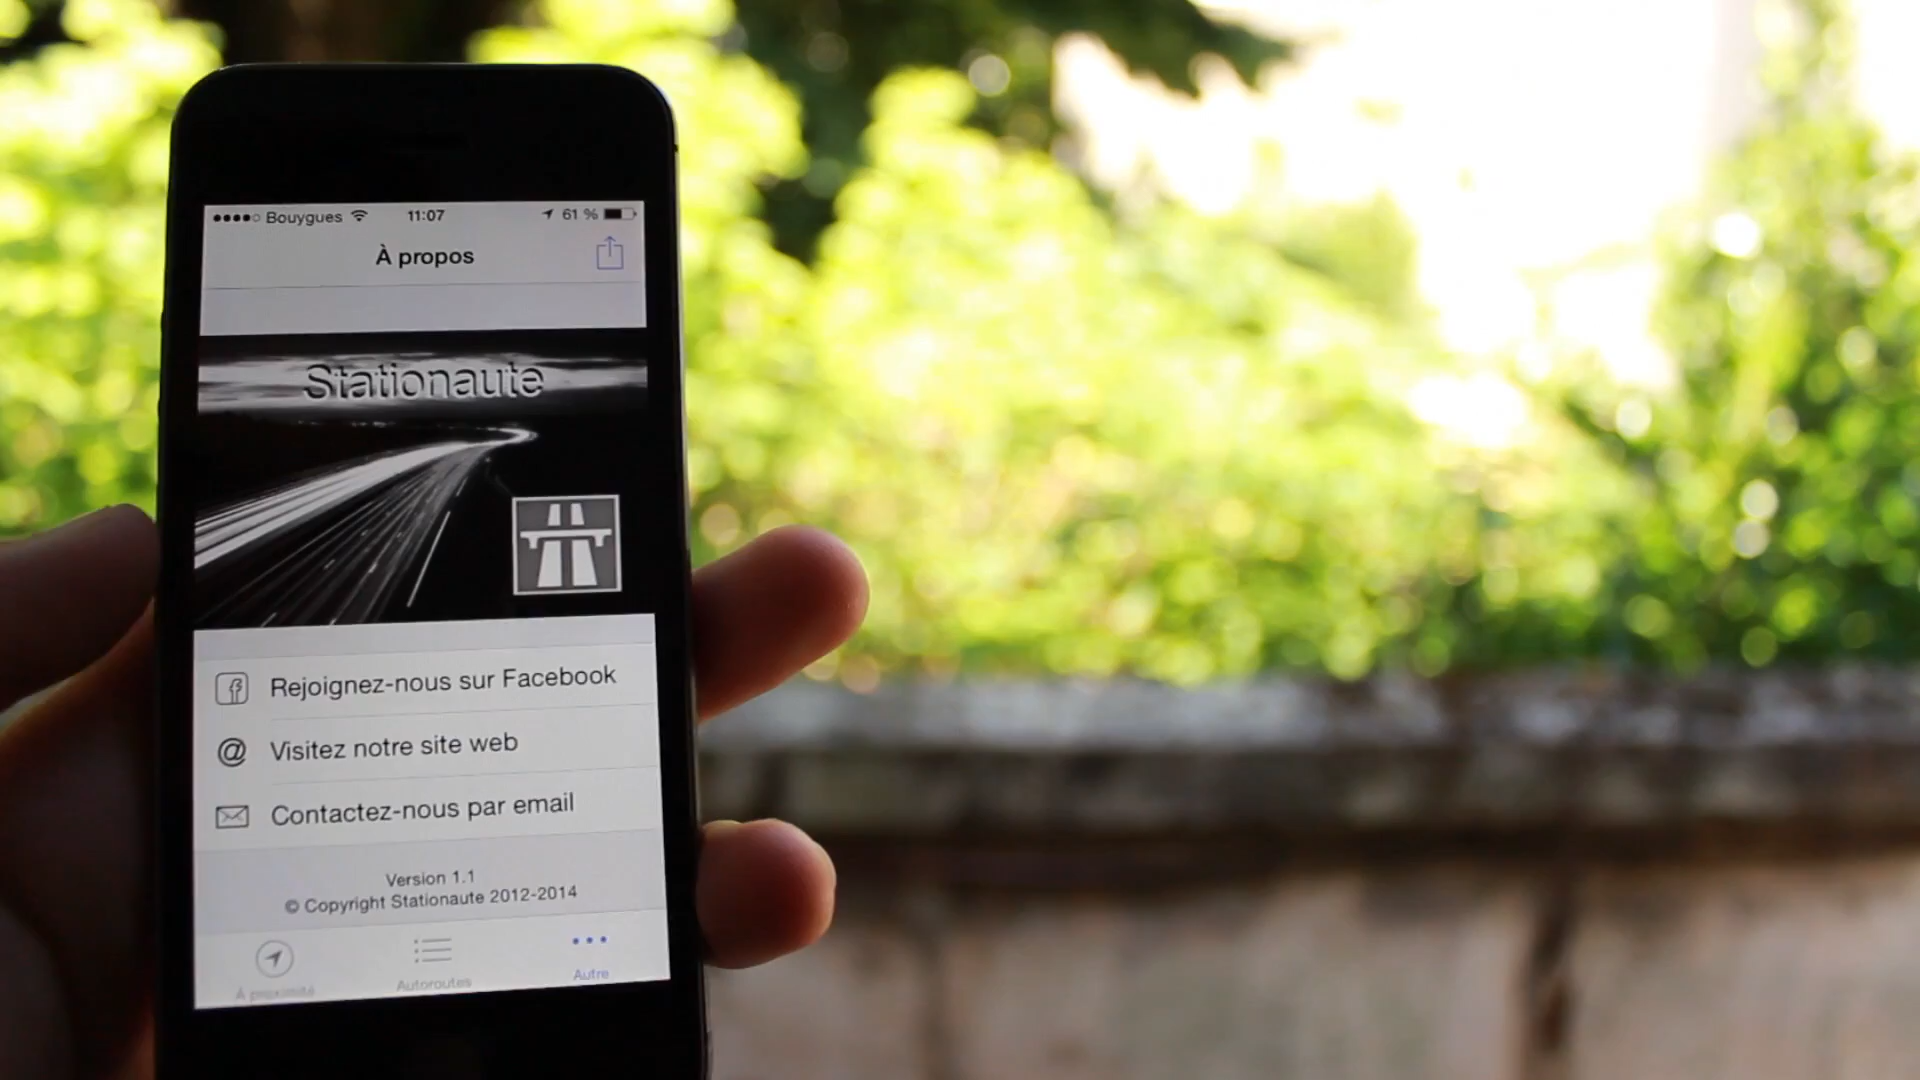 Bouygues 11:07 61 %
À propos
Stationaute
Rejoignez-nous sur Facebook
@ Visitez notre site web
Contactez-nous par email
Version 1.1
© Copyright Stationaute 2012-2014
À proximité Autoroutes Autre